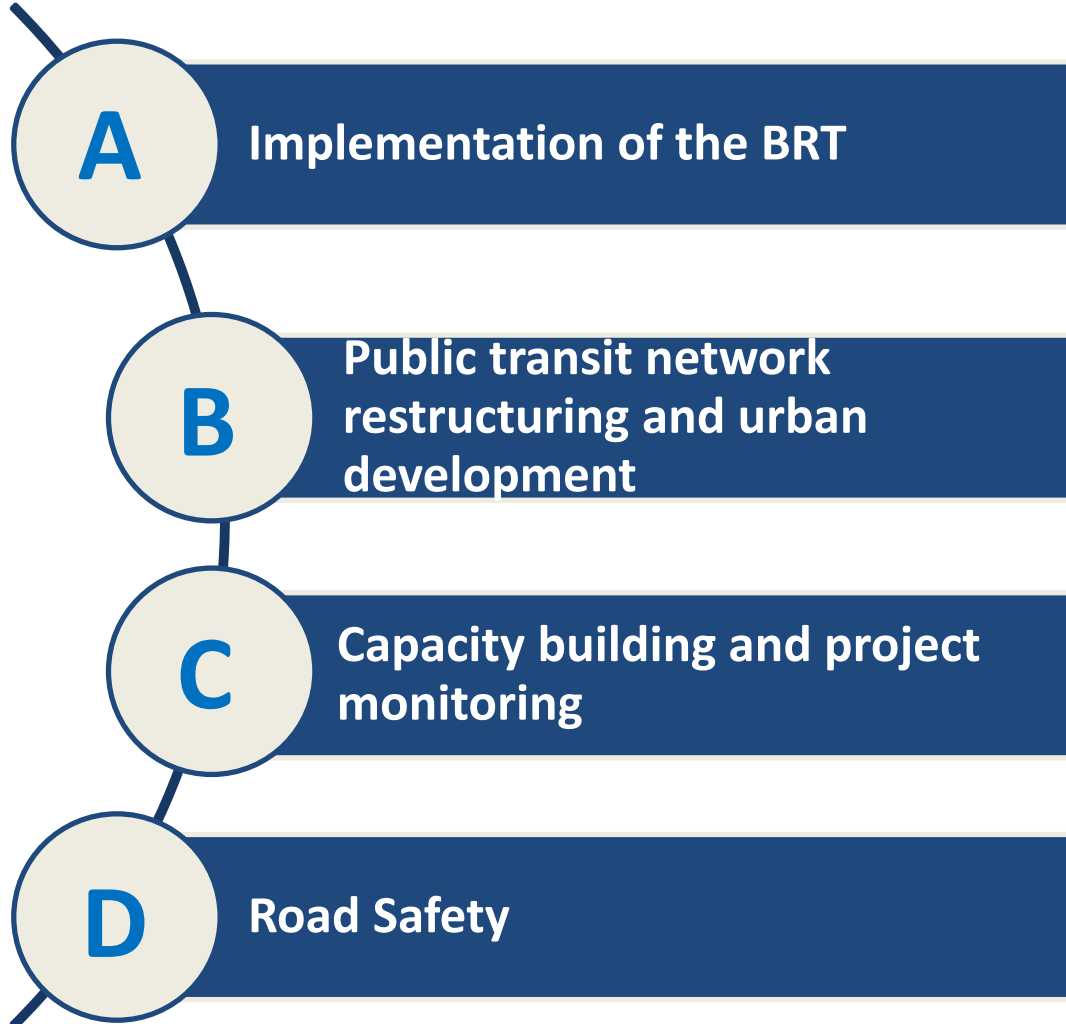 A
Implementation of the BRT
B
Public transit network
restructuring and urban
development
C
Capacity building and project
monitoring
D
Road Safety